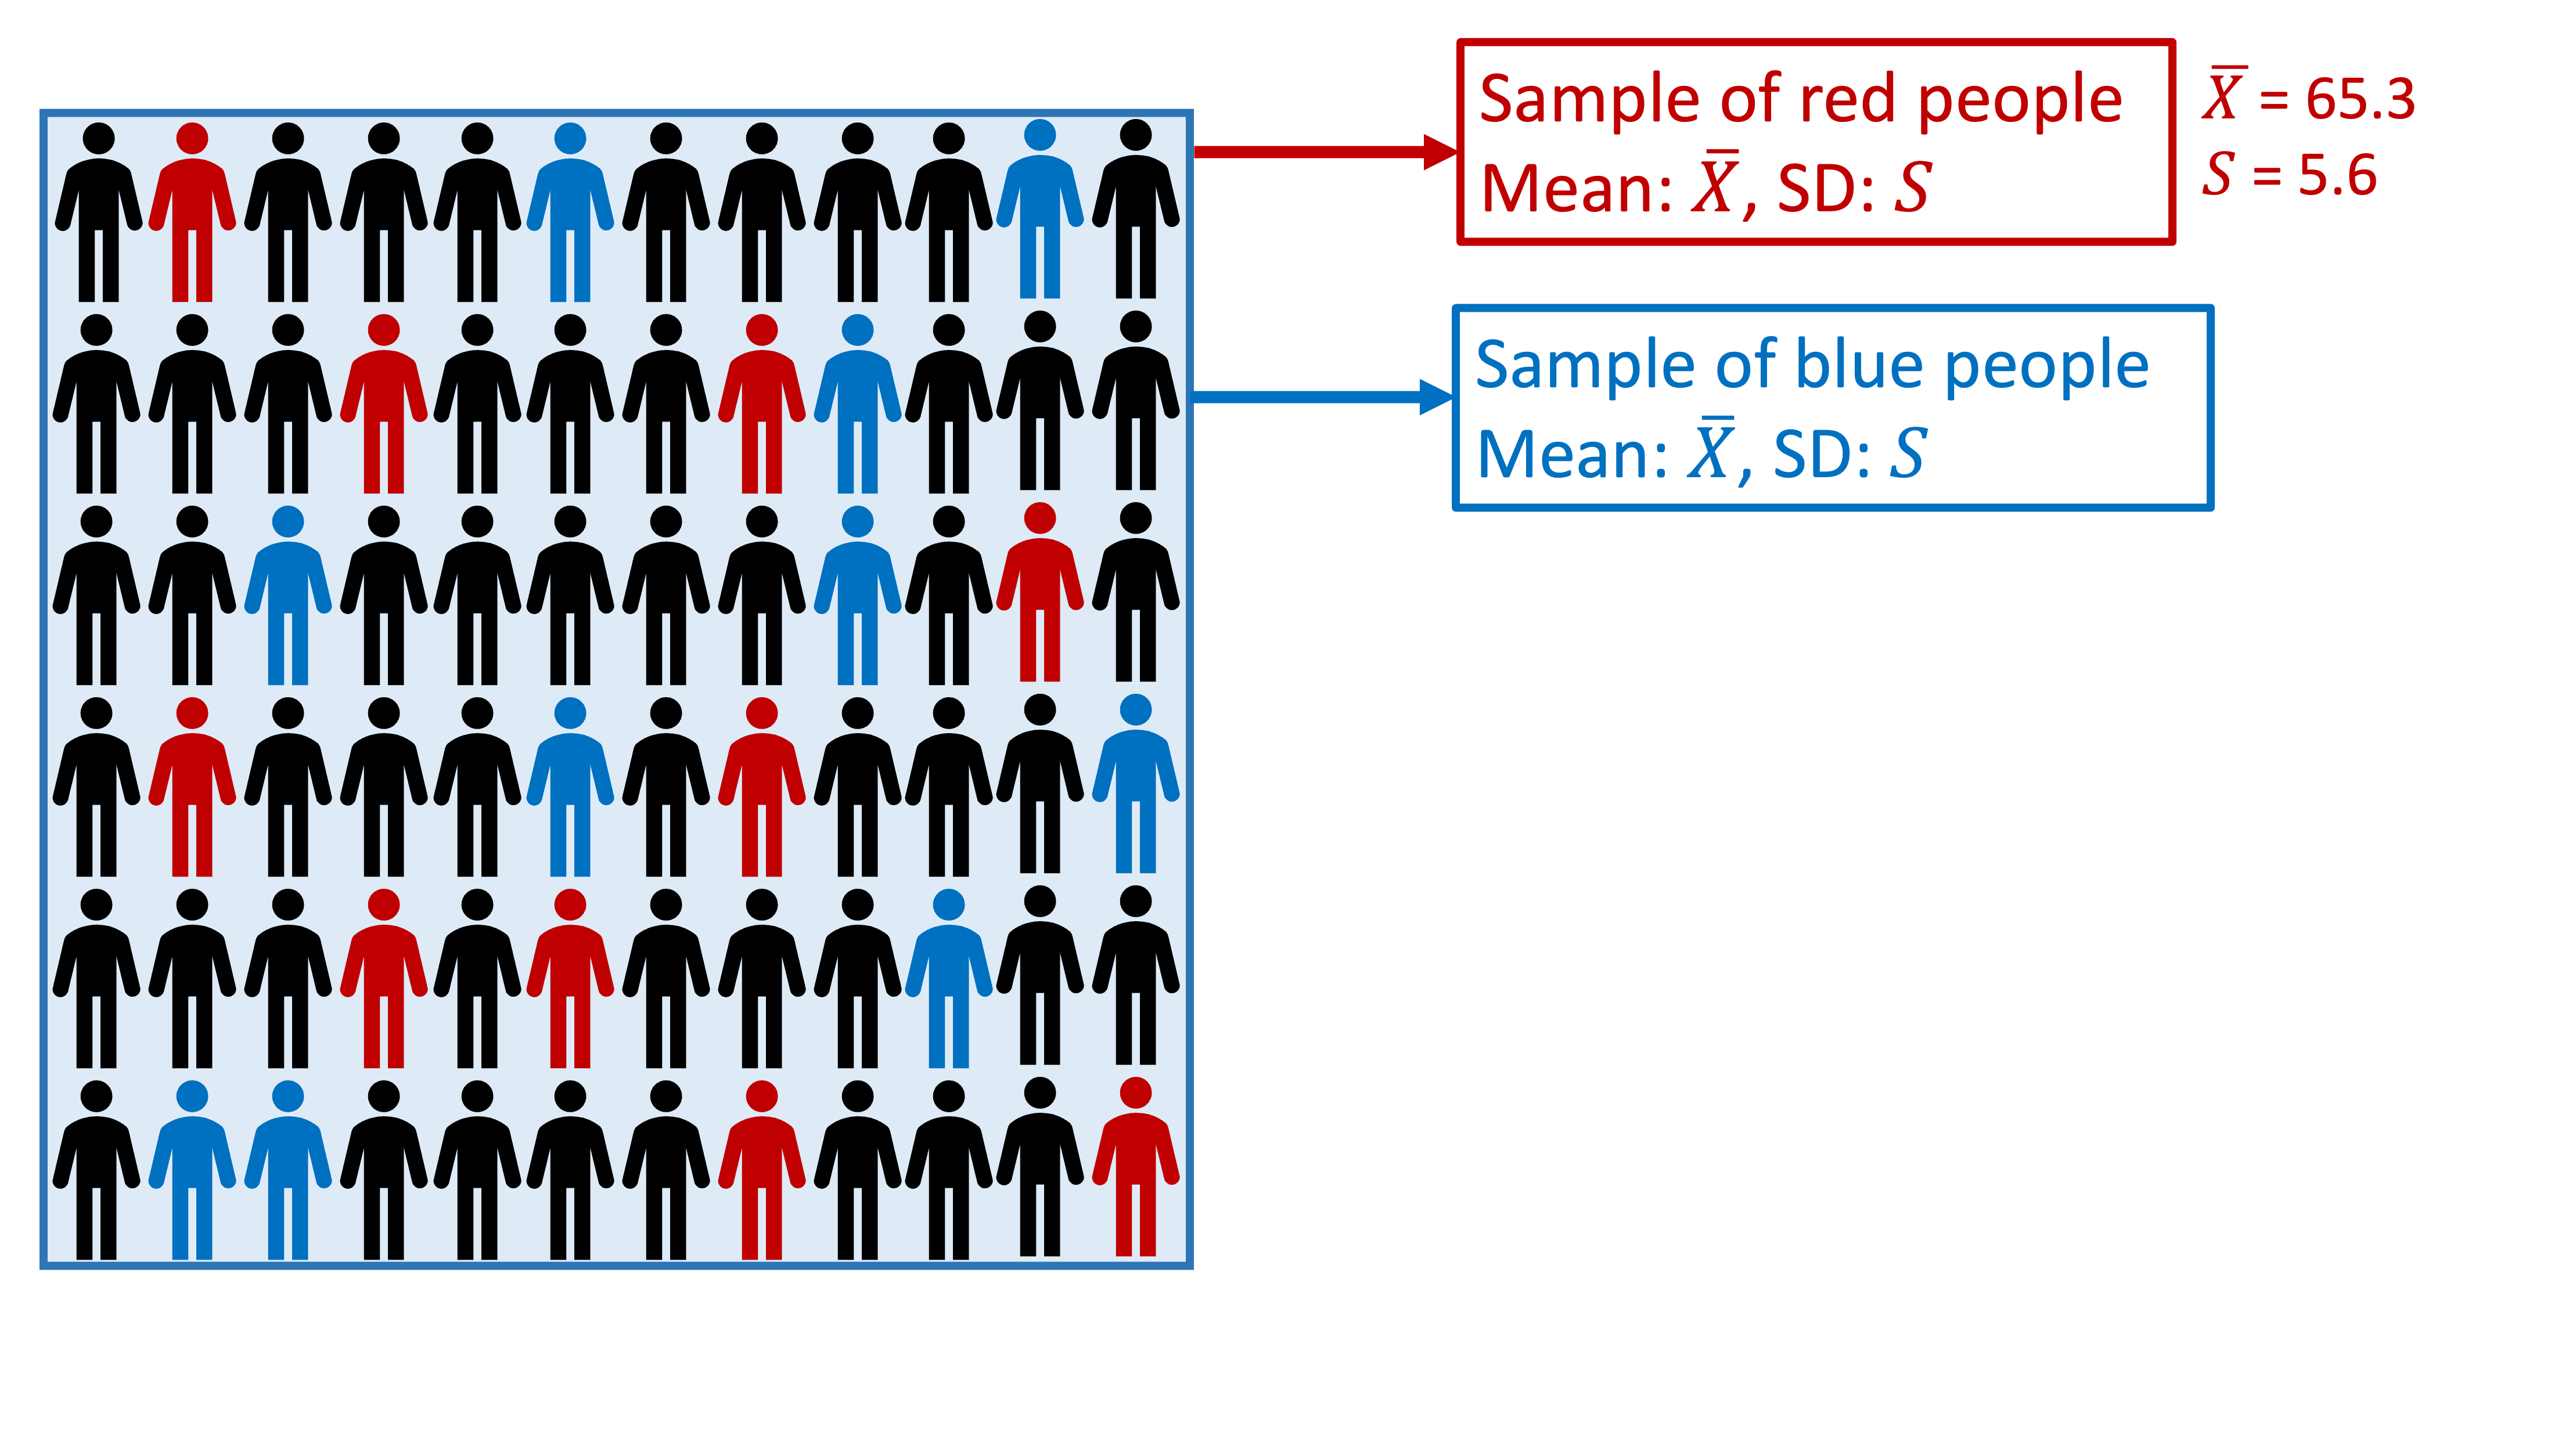 Sample of red people
Mean: X̅, SD: S
X̅ = 65.3
S = 5.6
Sample of blue people
Mean: X̅, SD: S